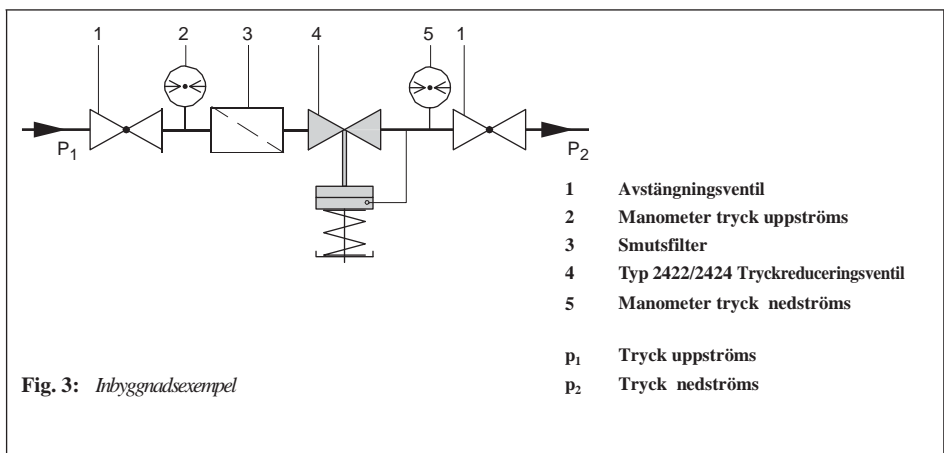 1 2 3 4 5 1
P1 P2
1 Avstängningsventil
2 Manometer tryck uppströms
3 Smutsfilter
4 Typ 2422/2424 Tryckreduceringsventil
5 Manometer tryck nedströms
p1 Tryck uppströms
p2 Tryck nedströms
Fig. 3: Inbyggnadsexempel